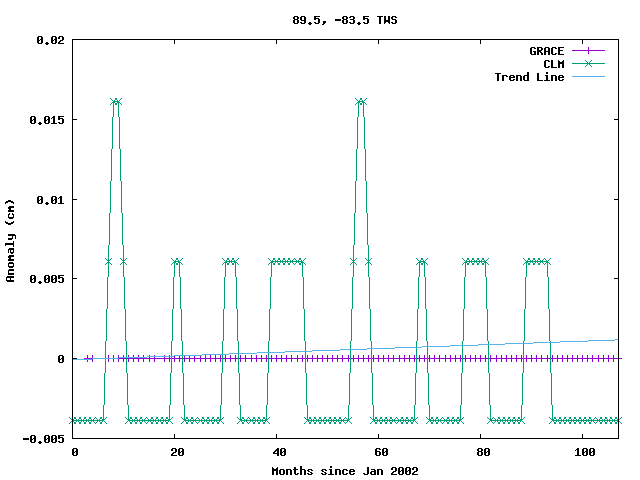 89.5, -83.5 TWS
GRACE
CLM
Trend Line
0.02
0.015
0.01
0.005
0
-0.005
Anomaly (cm)
0 20 40 60 80 100
Months since Jan 2002